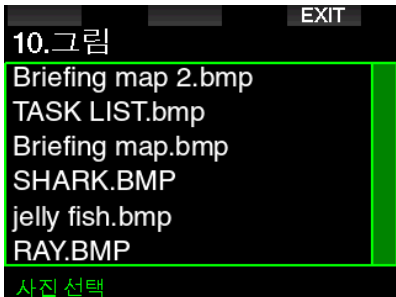 EXIT
10.그림
Briefing map 2.bmp
TASK LIST.bmp
Briefing map.bmp
SHARK.BMP
jelly fish.bmp
RAY.BMP
사진 선택